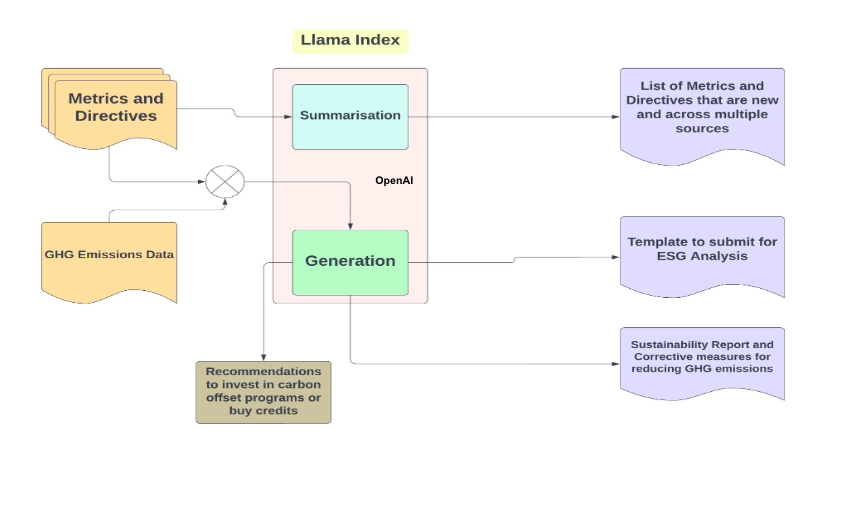 Llama Index
Metrics and
Directives
Summarisation
List of Metrics and
Directives that are new
and across multiple
sources
OpenAI
GHG Emissions Data
Generation
Template to submit for
ESG Analysis
Sustainability Report and
Corrective measures for
reducing GHG emissions
Recommendations
to invest in carbon
offset programs or
buy credits